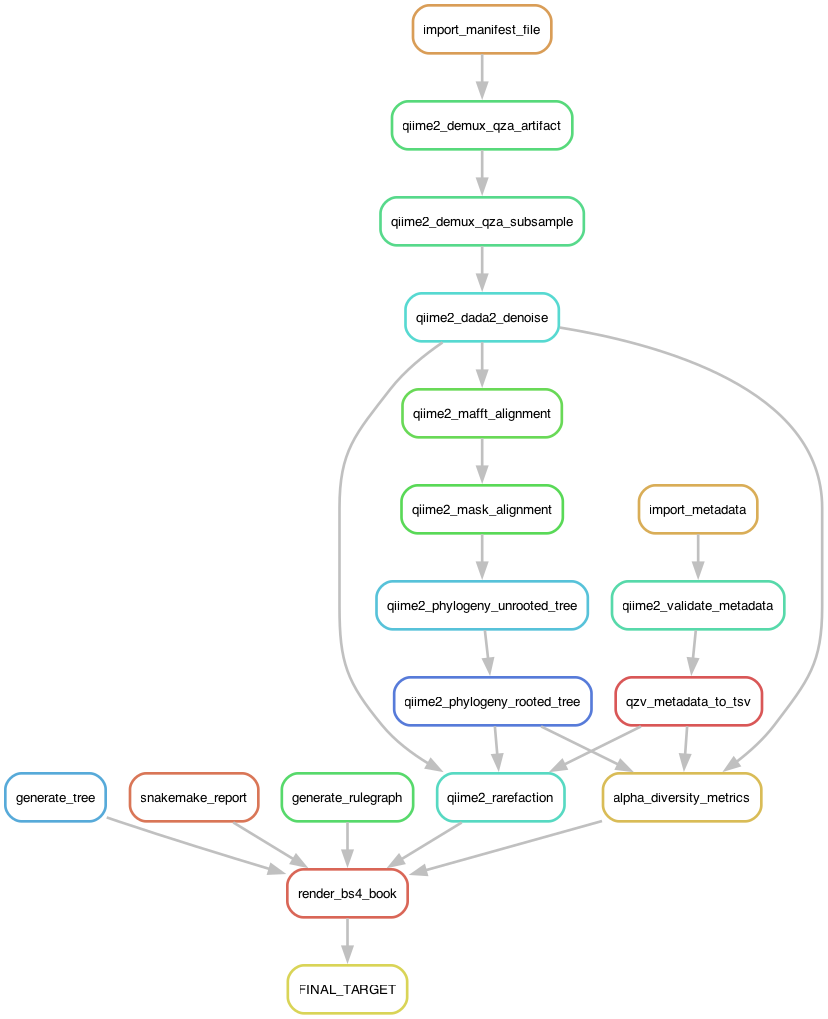 import_manifest_file
qiime2_demux_qza_artifact
qiime2_demux_qza_subsample
qiime2_dada2_denoise
qiime2_mafft_alignment
qiime2_mask_alignment
import_metadata
qiime2_phylogeny_unrooted_tree
qiime2_validate_metadata
qiime2_phylogeny_rooted_tree
qzv_metadata_to_tsv
generate_tree
snakemake_report
generate_rulegraph
qiime2_rarefaction
alpha_diversity_metrics
render_bs4_book
FINAL_TARGET